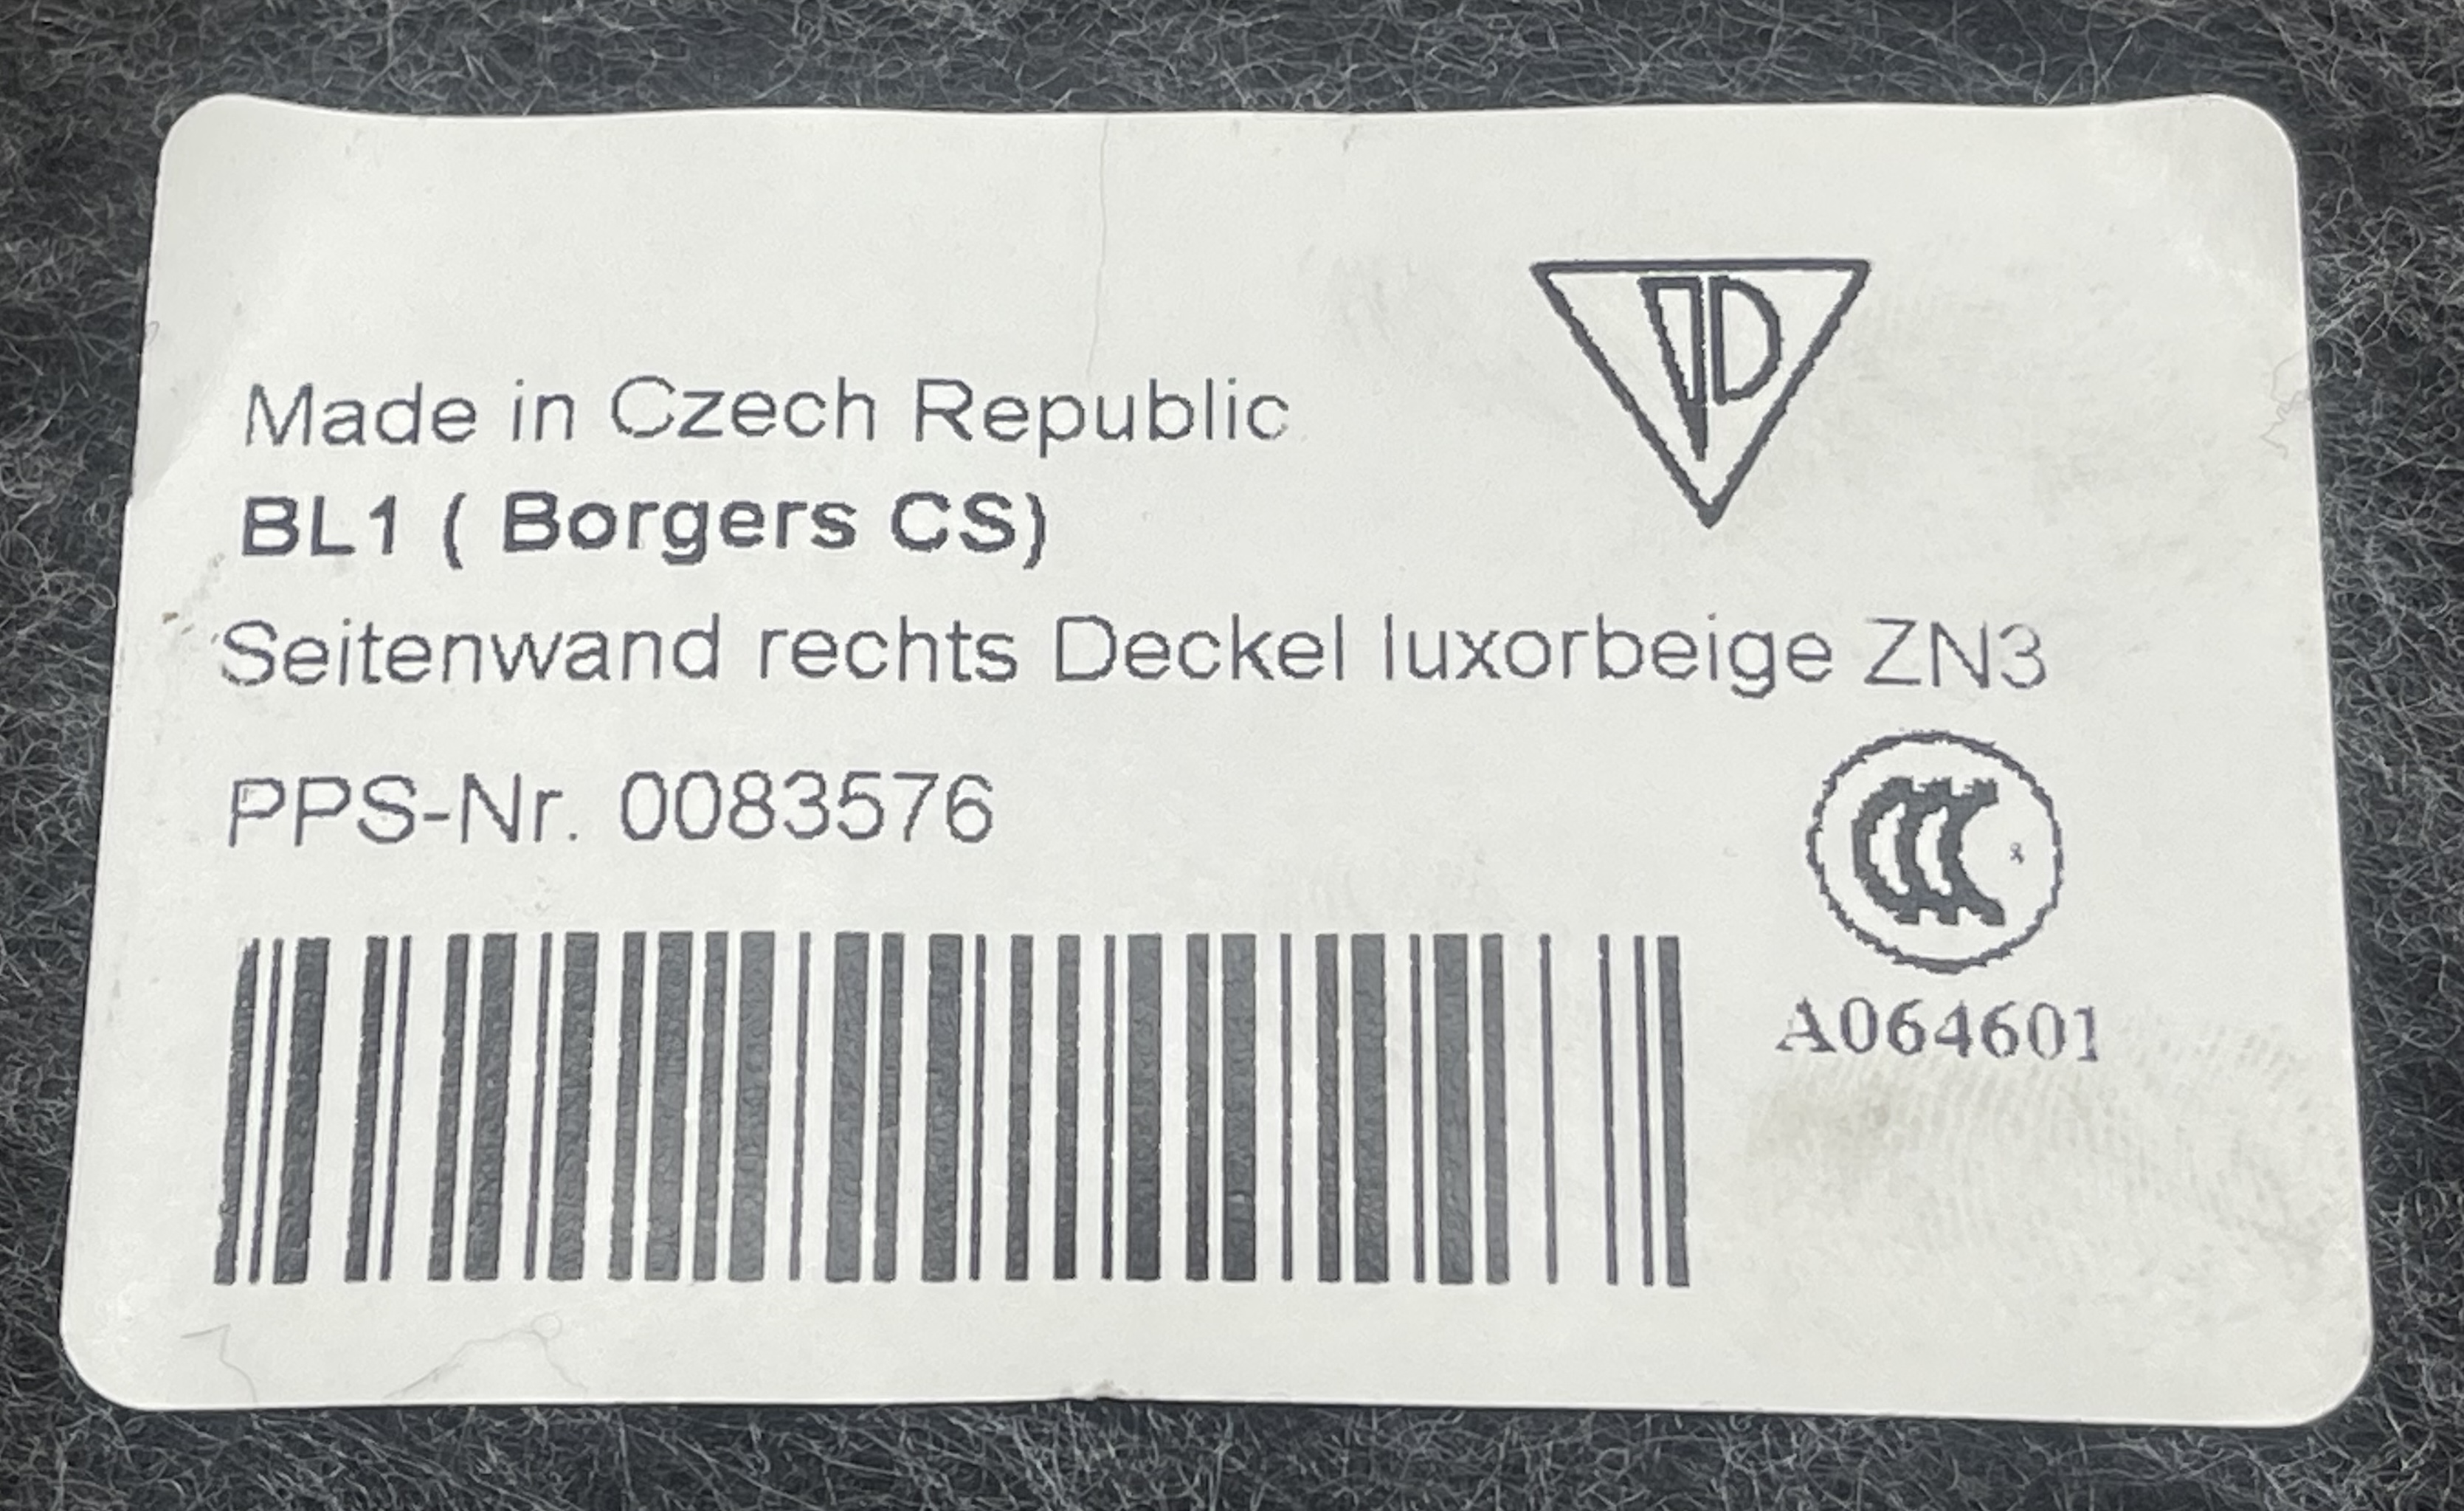 Made in Czech Republic
BL1 ( Borgers CS)
Seitenwand rechts Deckel luxorbeige ZN3
PPS-Nr. 0083576
A064601